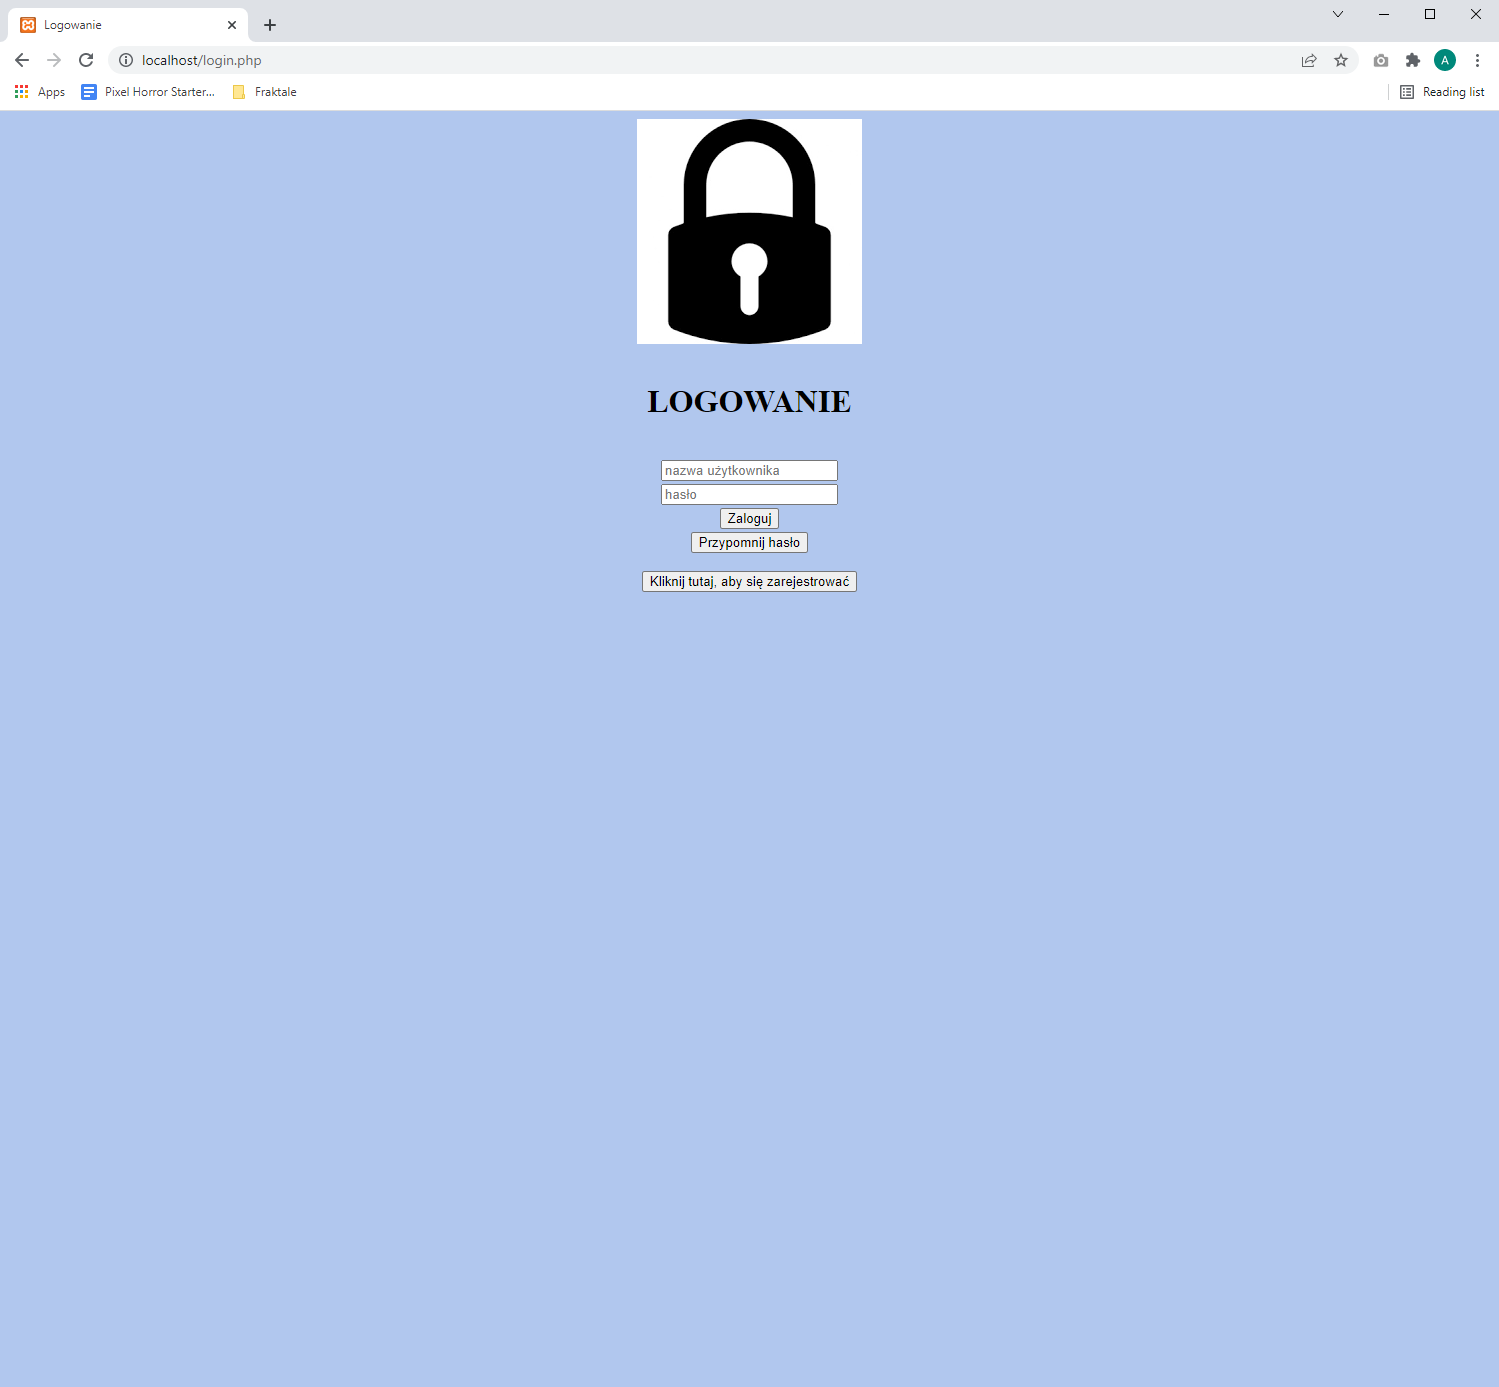 Logowanie
localhost/login.php
A
Apps
Pixel Horror Starter...
Fraktale
Reading list
LOGOWANIE
nazwa użytkownika
hasło
Zaloguj
Przypomnij hasło
Kliknij tutaj, aby się zarejestrować